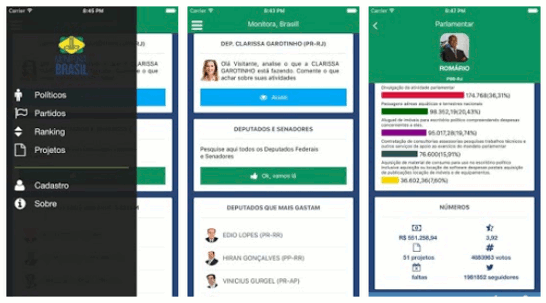 Carrier 8:45 PM
BRASIL
Políticos
Partidos
Ranking
Projetos
Cadastro
Sobre
Carrier 8:43 PM
Monitora, Brasil!
DEP. CLARISSA GAROTINHO (PR-RJ)
Olá Visitante, analise o que a CLARISSA
GAROTINHO está fazendo. Comente o que
achar sobre suas atividades
Assistir
DEPUTADOS E SENADORES
Pesquise aqui todos os Deputados Federais
e Senadores
Ok, vamos lá
DEPUTADOS QUE MAIS GASTAM
EDIO LOPES (PR-RR)
HIRAN GONÇALVES (PP-RR)
VINICIUS GURGEL (PR-AP)
Carrier 8:47 PM
Parlamentar
ROMÁRIO
PSB-RJ
Divulgação da atividade parlamentar
174.768(36,31%)
Passagens aéreas aquáticas e terrestres nacionais
98.352,19(20,43%)
Aluguel de imóveis para escritório político compreendendo despesas
concernentes a eles.
95.017,28(19,74%)
Contratação de consultorias assessorias pesquisas trabalhos técnicos e
outros serviços de apoio ao exercício do mandato parlamentar
76.600(15,91%)
Aquisição de material de consumo para uso no escritório político
inclusive aquisição ou locação de software despesas postais aquisição
de publicações locação de móveis e de equipamentos.
36.602,36(7,60%)
NÚMEROS
R$ 551.258,94
3,92
51 projetos
4683963 votos
faltas
1981552 seguidores